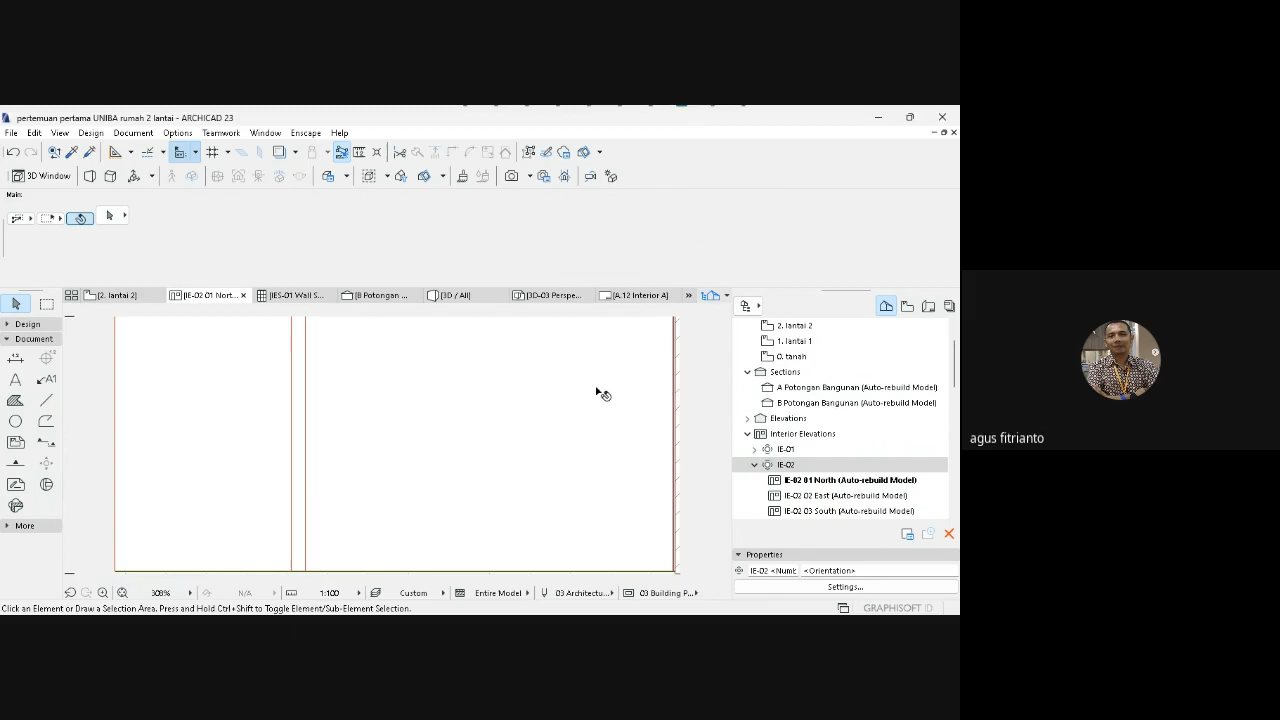 pertemuan pertama UNIBA rumah 2 lantai - ARCHICAD 23
File Edit View Design Document Options Teamwork Window Enscape Help
3D Window
Main:
[2. lantai 2] [IE-02 01 Nort... [IES-01 Wall S... [B Potongan ... [3D / All] [3D-03 Perspe... [A.12 Interior A]
Design
Document
More
2. lantai 2
1. lantai 1
0. tanah
Sections
A Potongan Bangunan (Auto-rebuild Model)
B Potongan Bangunan (Auto-rebuild Model)
Elevations
Interior Elevations
IE-01
IE-02
IE-02 01 North (Auto-rebuild Model)
IE-02 02 East (Auto-rebuild Model)
IE-02 03 South (Auto-rebuild Model)
Properties
IE-02 <Numb <Orientation>
Settings...
308% N/A 1:100 Custom Entire Model 03 Architectu... 03 Building P...
Click an Element or Draw a Selection Area. Press and Hold Ctrl+Shift to Toggle Element/Sub-Element Selection.
GRAPHISOFT ID
agus fitrianto